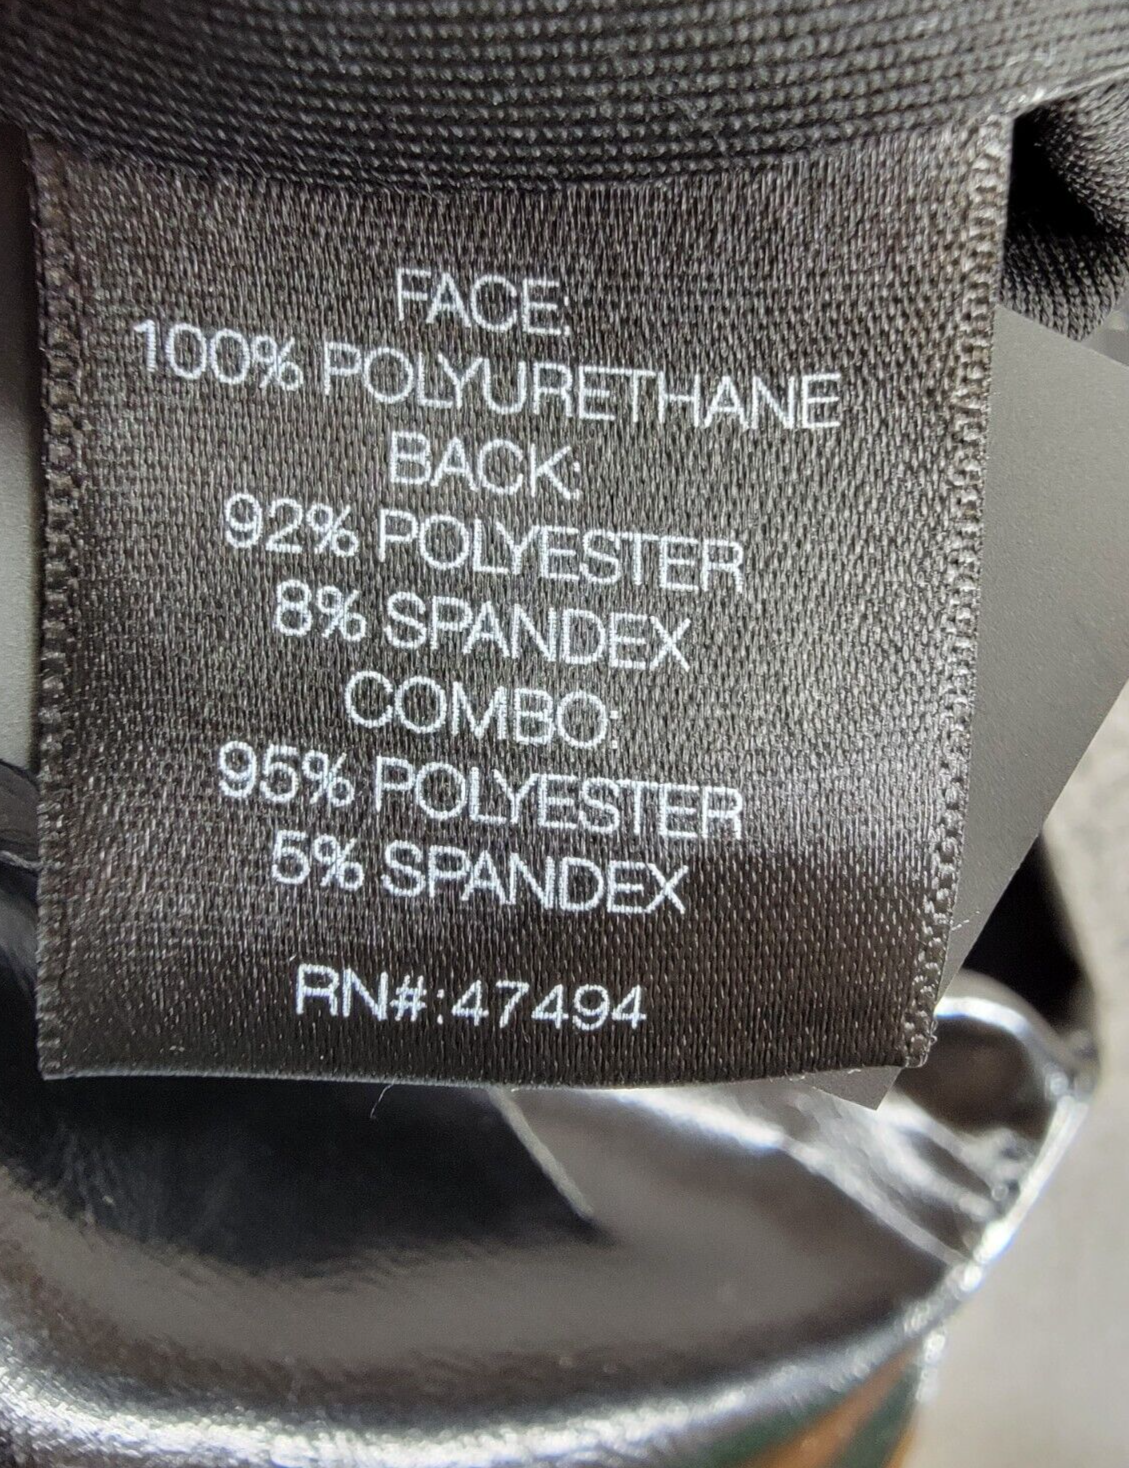 FACE:
100% POLYURETHANE
BACK:
92% POLYESTER
8% SPANDEX
COMBO:
95% POLYESTER
5% SPANDEX
RN#:47494